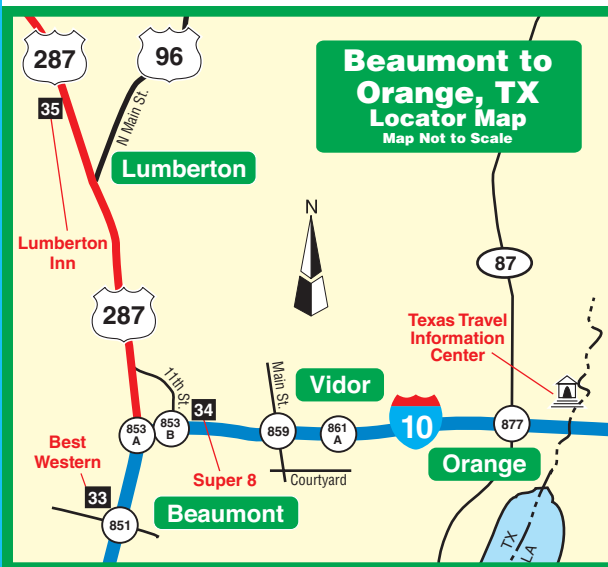 Beaumont to
Orange, TX
Locator Map
Map Not to Scale
287
96
35
N Main St.
Lumberton
Lumberton
Inn
N
87
287
Texas Travel
Information
Center
11th St.
Main St.
Vidor
34
853
A
853
B
859
861
A
10
877
Best
Western
Super 8
Courtyard
Orange
33
Beaumont
851
TX
LA